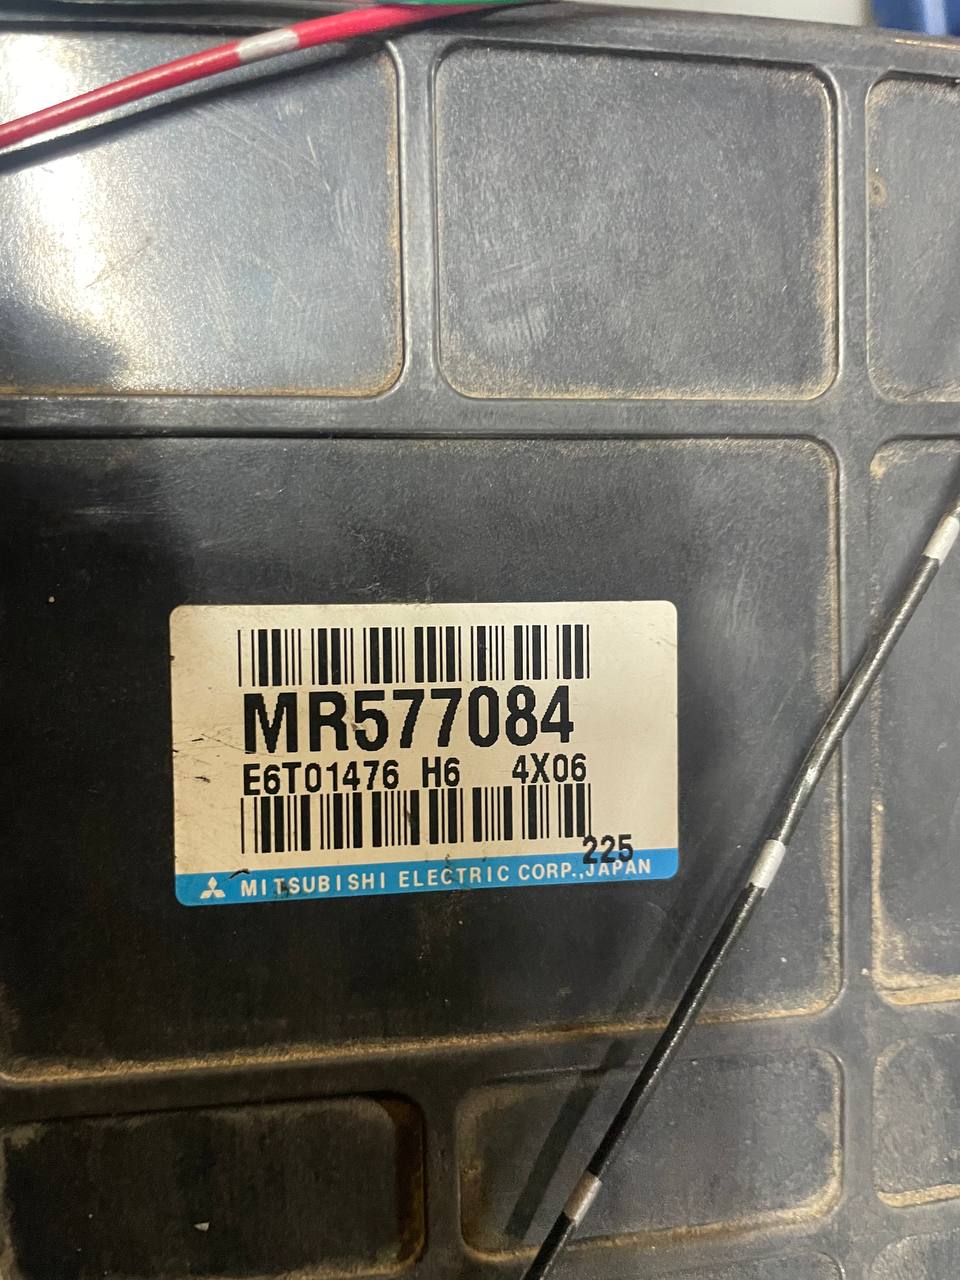 MR577084
E6T01476 H6 4X06
225
MITSUBISHI ELECTRIC CORP.,JAPAN